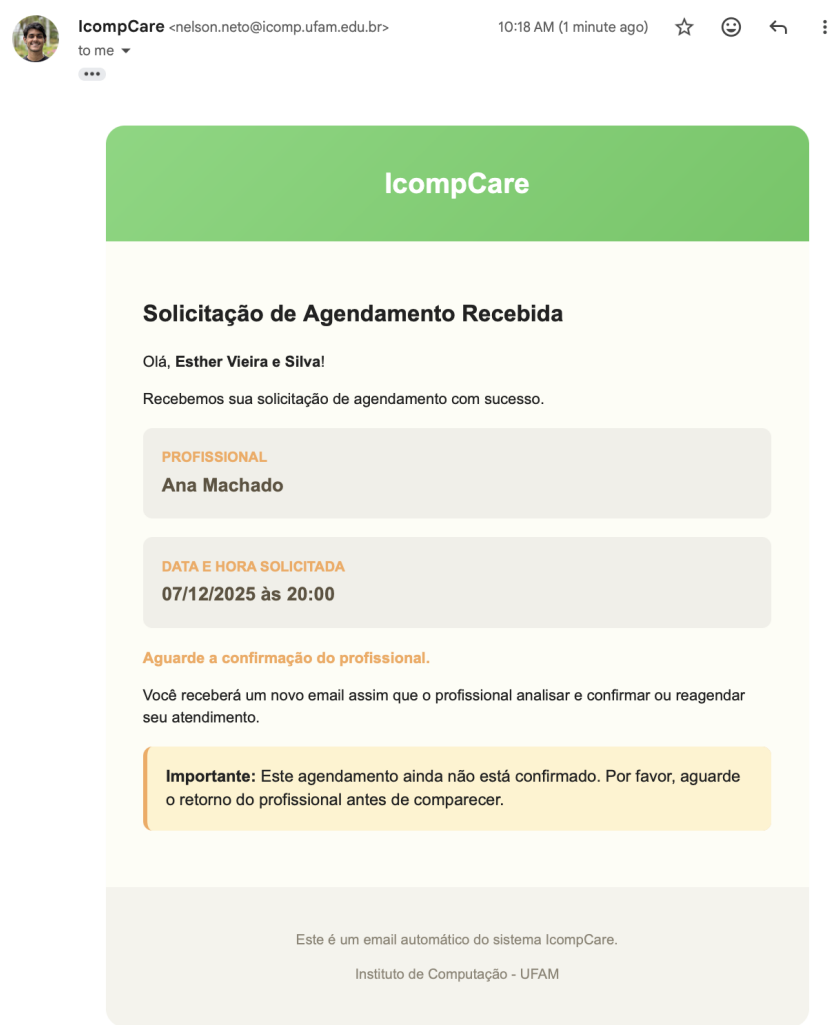 IcompCare <nelson.neto@icomp.ufam.edu.br> 10:18 AM (1 minute ago)
to me
IcompCare
Solicitação de Agendamento Recebida
Olá, Esther Vieira e Silva!
Recebemos sua solicitação de agendamento com sucesso.
PROFISSIONAL
Ana Machado
DATA E HORA SOLICITADA
07/12/2025 às 20:00
Aguarde a confirmação do profissional.
Você receberá um novo email assim que o profissional analisar e confirmar ou reagendar
seu atendimento.
Importante: Este agendamento ainda não está confirmado. Por favor, aguarde
o retorno do profissional antes de comparecer.
Este é um email automático do sistema IcompCare.
Instituto de Computação - UFAM